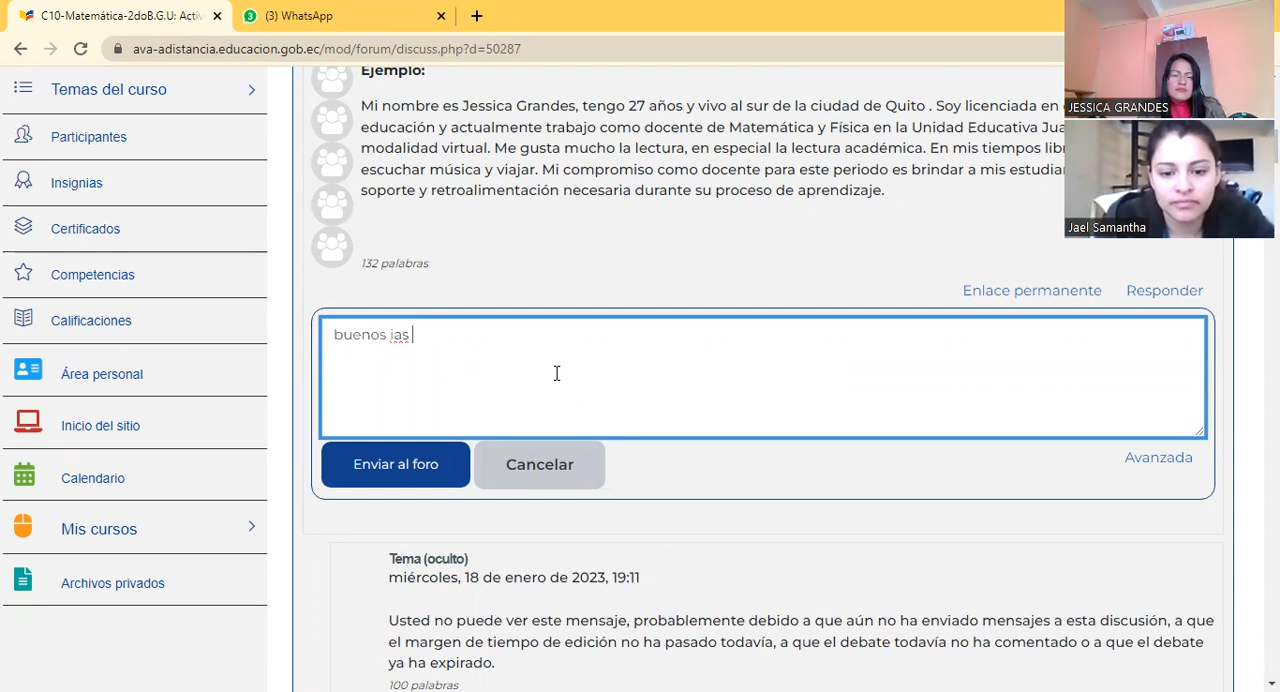 C10-Matemática-2doB.G.U: Activ
3
(3) WhatsApp
ava-adistancia.educacion.gob.ec/mod/forum/discuss.php?d=50287
Temas del curso
Participantes
Insignias
Certificados
Competencias
Calificaciones
Área personal
Inicio del sitio
Calendario
Mis cursos
Archivos privados
Ejemplo:
Mi nombre es Jessica Grandes, tengo 27 años y vivo al sur de la ciudad de Quito . Soy licenciada en
educación y actualmente trabajo como docente de Matemática y Física en la Unidad Educativa Jua
modalidad virtual. Me gusta mucho la lectura, en especial la lectura académica. En mis tiempos lib
escuchar música y viajar. Mi compromiso como docente para este periodo es brindar a mis estudia
soporte y retroalimentación necesaria durante su proceso de aprendizaje.
132 palabras
Enlace permanente Responder
buenos ias
Enviar al foro Cancelar
Avanzada
Tema (oculto)
miércoles, 18 de enero de 2023, 19:11
Usted no puede ver este mensaje, probablemente debido a que aún no ha enviado mensajes a esta discusión, a que
el margen de tiempo de edición no ha pasado todavía, a que el debate todavía no ha comentado o a que el debate
ya ha expirado.
100 palabras
JESSICA GRANDES
Jael Samantha